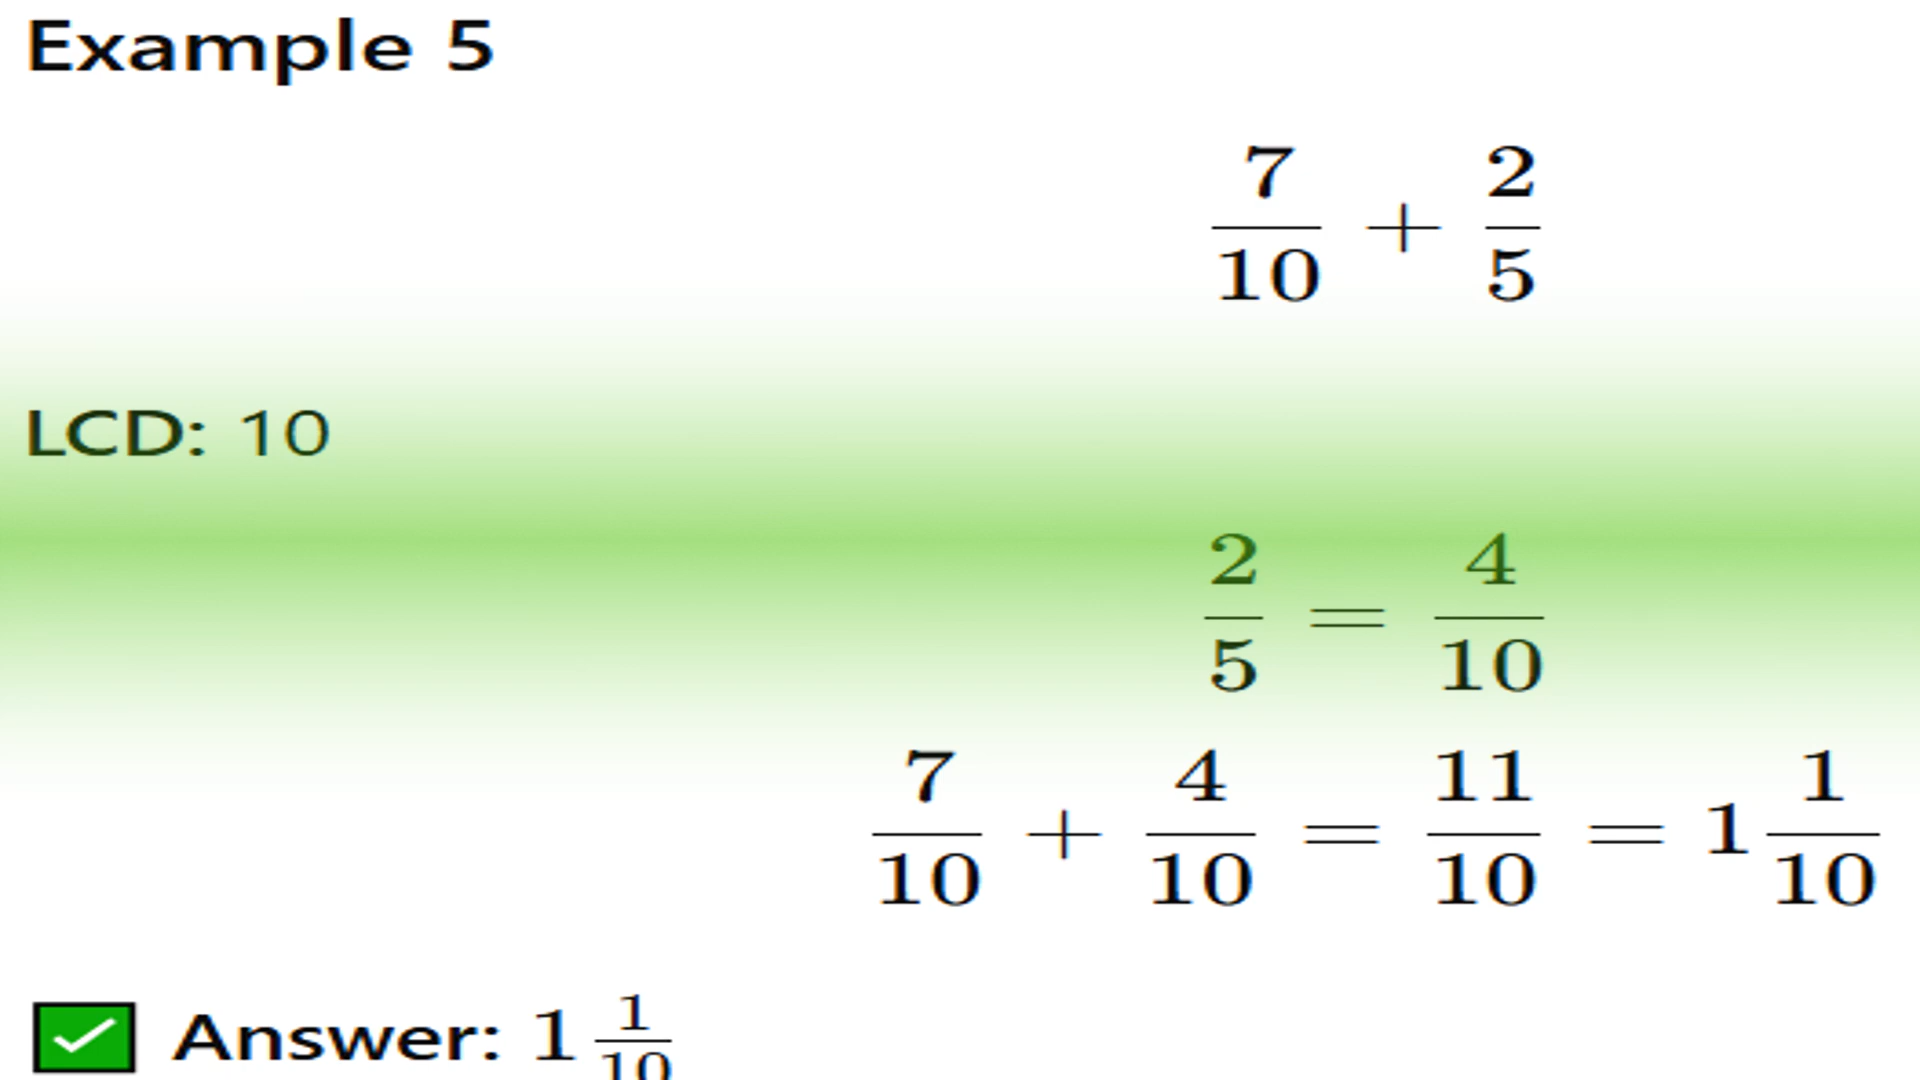 Example 5
7/10 + 2/5
LCD: 10
2/5 = 4/10
7/10 + 4/10 = 11/10 = 1 1/10
✓ Answer: 1 1/10